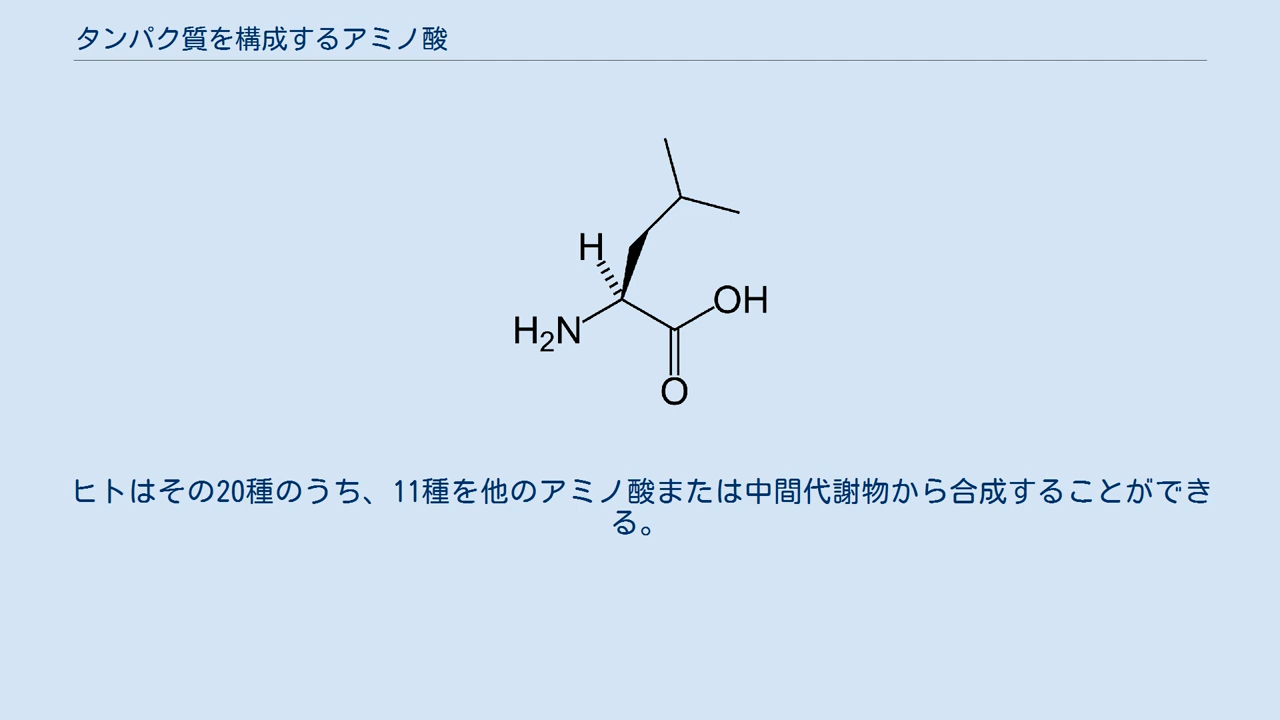 タンパク質を構成するアミノ酸
H
OH
H₂N
O
ヒトはその20種のうち、11種を他のアミノ酸または中間代謝物から合成することができ
る。